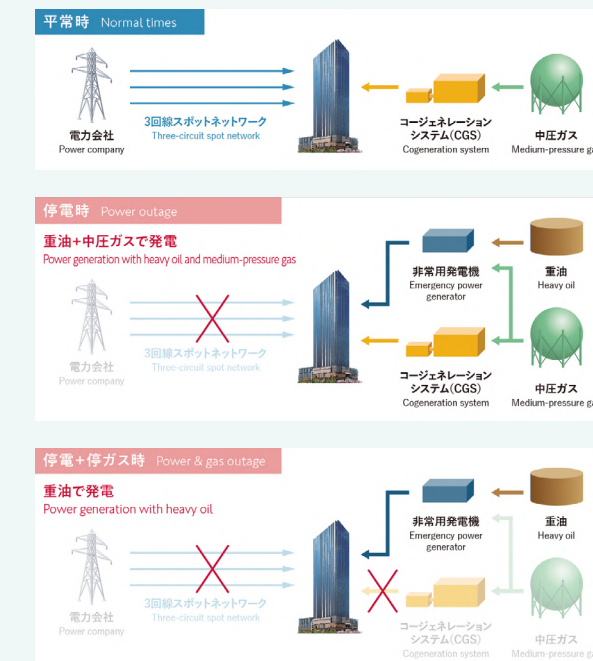 平常時 Normal times
電力会社
Power company
3回線スポットネットワーク
Three-circuit spot network
コージェネレーション
システム(CGS)
Cogeneration system
中圧ガス
Medium-pressure ga
停電時 Power outage
重油+中圧ガスで発電
Power generation with heavy oil and medium-pressure gas
電力会社
Power company
3回線スポットネットワーク
Three-circuit spot network
非常用発電機
Emergency power
generator
重油
Heavy oil
コージェネレーション
システム(CGS)
Cogeneration system
中圧ガス
Medium-pressure ga
停電+停ガス時 Power & gas outage
重油で発電
Power generation with heavy oil
電力会社
Power company
3回線スポットネットワーク
Three-circuit spot network
非常用発電機
Emergency power
generator
重油
Heavy oil
コージェネレーション
システム(CGS)
Cogeneration system
中圧ガス
Medium-pressure ga